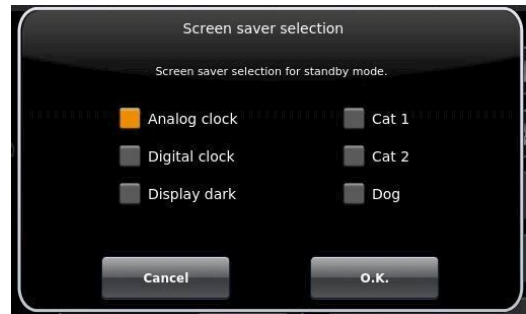 Screen saver selection
Screen saver selection for standby mode.
Analog clock
Cat 1
Digital clock
Cat 2
Display dark
Dog
Cancel
O.K.